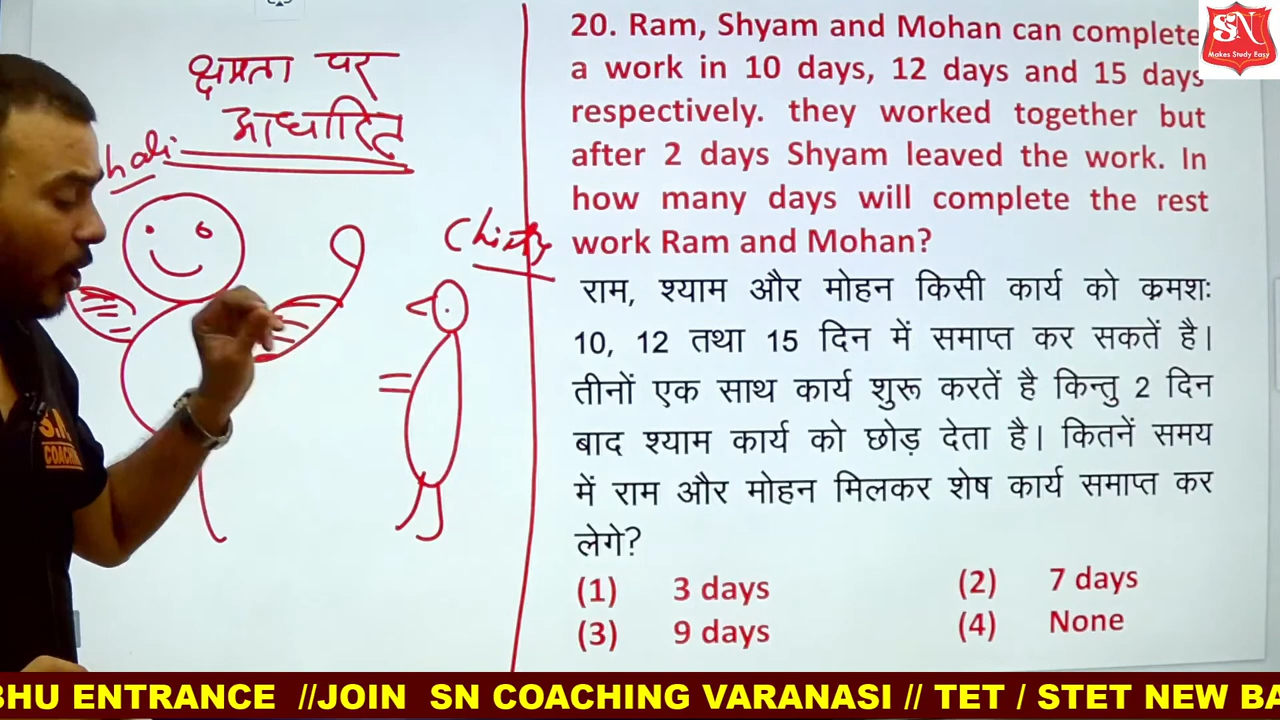 क्षमता पर
आधारित
hali
Chinty
20. Ram, Shyam and Mohan can complete
a work in 10 days, 12 days and 15 days
respectively. they worked together but
after 2 days Shyam leaved the work. In
how many days will complete the rest
work Ram and Mohan?
राम, श्याम और मोहन किसी कार्य को क्रमशः
10, 12 तथा 15 दिन में समाप्त कर सकतें है।
तीनों एक साथ कार्य शुरू करतें है किन्तु 2 दिन
बाद श्याम कार्य को छोड़ देता है। कितनें समय
में राम और मोहन मिलकर शेष कार्य समाप्त कर
लेगे?
(1) 3 days (2) 7 days
(3) 9 days (4) None
SN
Makes Study Easy
S.N
COACHING
BHU ENTRANCE //JOIN SN COACHING VARANASI // TET / STET NEW BA